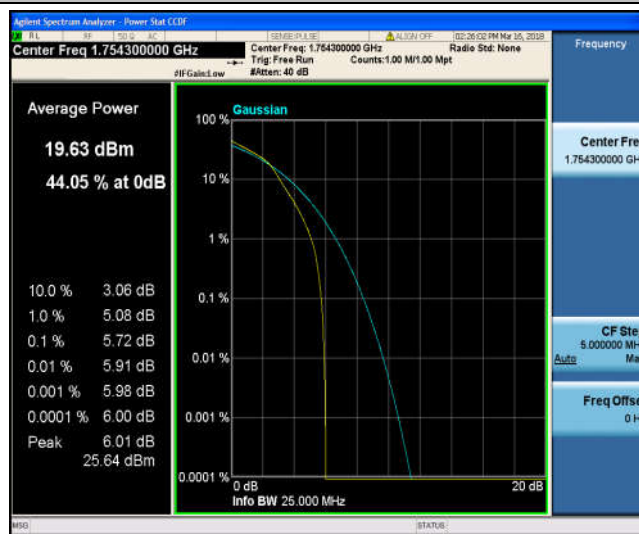 Agilent Spectrum Analyzer - Power Stat CCDF
RL RF 50 Ω AC SENSE:PULSE ALIGN OFF 02:26:02 PM Mar 16, 2018
Center Freq 1.754300000 GHz
Center Freq: 1.754300000 GHz Radio Std: None
Trig: Free Run Counts:1.00 M/1.00 Mpt
#IFGain:Low #Atten: 40 dB
Frequency
Average Power
19.63 dBm
44.05 % at 0dB
10.0 % 3.06 dB
1.0 % 5.08 dB
0.1 % 5.72 dB
0.01 % 5.91 dB
0.001 % 5.98 dB
0.0001 % 6.00 dB
Peak 6.01 dB
25.64 dBm
Gaussian
100 %
10 %
1 %
0.1 %
0.01 %
0.001 %
0.0001 %
0 dB 20 dB
Info BW 25.000 MHz
Center Fre
1.754300000 GH
CF Ste
5.000000 MH
Auto Ma
Freq Offse
0 H
MSG STATUS